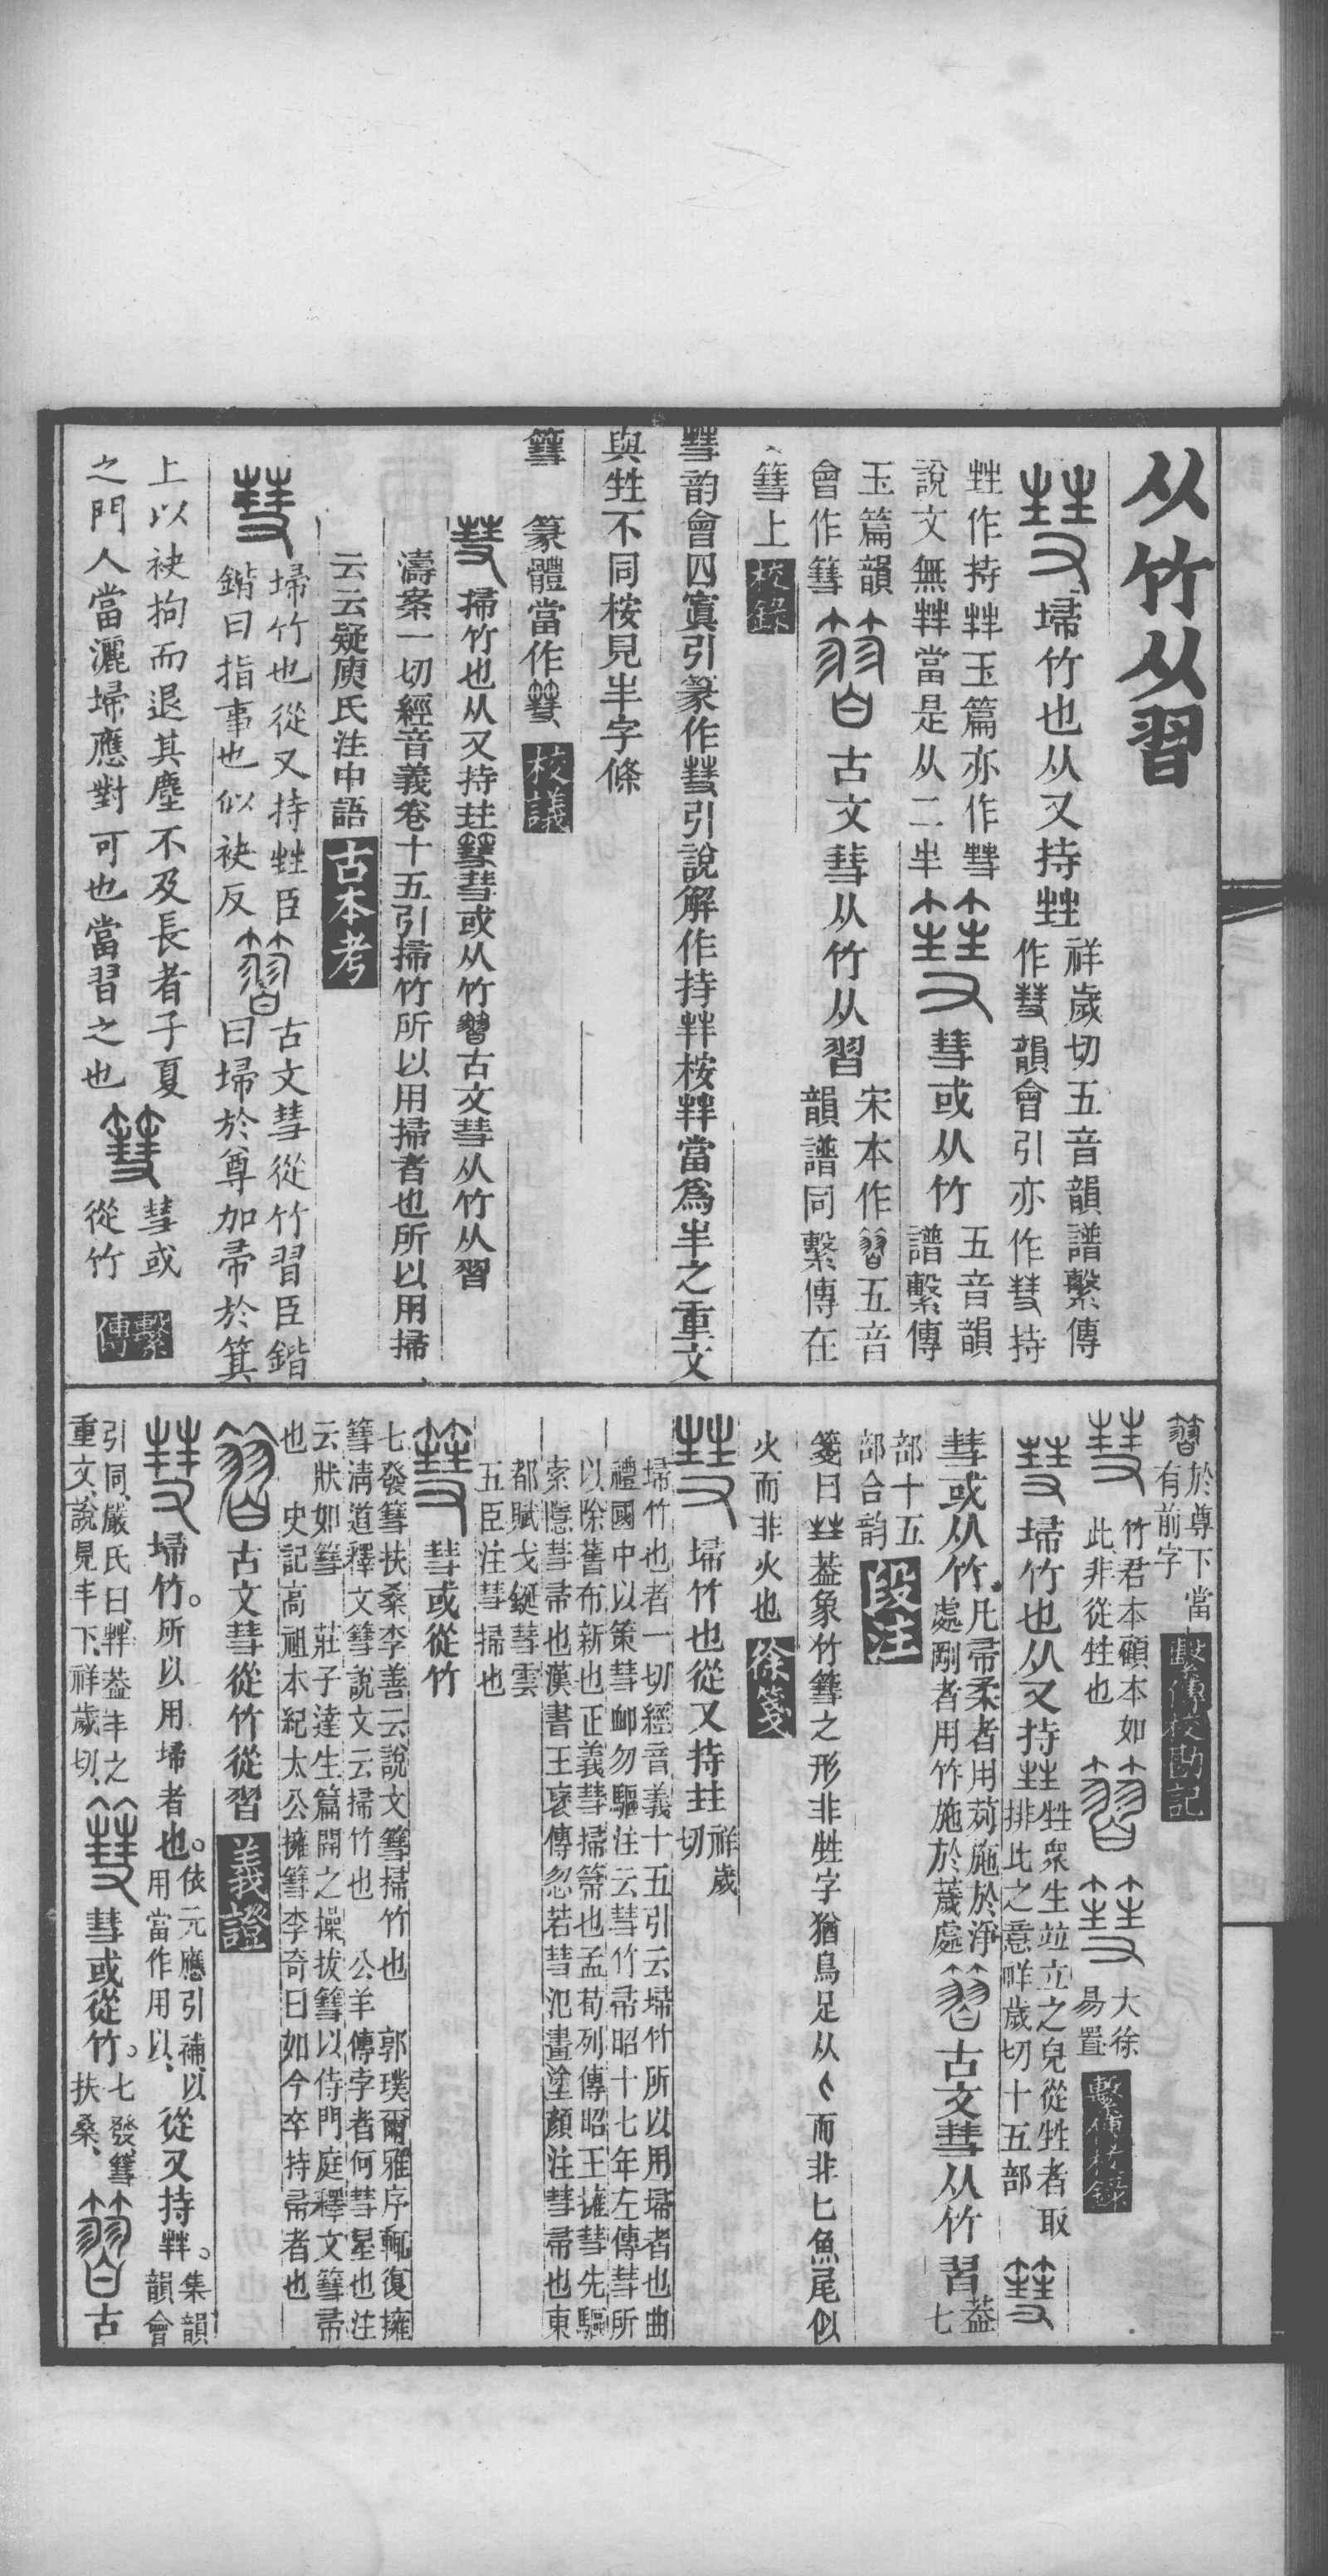 从竹从習
彗 埽竹也从又持甡
祥歲切五音韻譜繫傳
作彗韻會引亦作彗持
甡作持𠦬玉篇亦作彗
說文無𠦬當是从二丰
篲 彗或从竹
五音韻
譜繫傳
玉篇韻
會作篲
𥱵 古文彗从竹从習
宋本作𥱵五音
韻譜同繫傳在
篲上 校錄
彗韵會四寘引篆作彗引說解作持𠦬桉𠦬當爲丰之重文
與甡不同桉見丰字條
篲 篆體當作篲 校議
彗 掃竹也从又持甡篲彗或从竹𥱵古文彗从竹从習
濤案一切經音義卷十五引掃竹所以用掃者也所以用掃
云云疑庾氏注中語 古本考
彗 埽竹也從又持甡臣
鍇曰指事也似袂反
𥱵 古文彗從竹習臣鍇
曰埽於尊加帚於箕
上以袂拘而退其塵不及長者子夏
之門人當灑埽應對可也當習之也
篲 彗或
從竹
繫傳
𥱵 於尊下當
有前字
繫傳校勘記
彗 竹君本顧本如
此非從甡也
𥱵 篲 大徐
易置
繫傳校錄
彗 埽竹也从又持甡
甡衆生竝立之皃從甡者取
排比之意祥歲切十五部
篲 彗或从竹
凡帚柔者用茢施於淨
處剛者用竹施於薉處
𥱵 古文彗从竹習
葢七
部十五
部合韵
段注
箋曰甡葢象竹篲之形非甡字猶鳥足从匕而非匕魚尾似
火而非火也 徐箋
彗 埽竹也從又持甡
祥歲
切
埽竹也者一切經音義十五引云埽竹所以用埽者也曲
禮國中以策彗卹勿驅注云彗竹帚昭十七年左傳彗所
以除舊布新也正義彗掃箒也孟荀列傳昭王擁彗先驅
索隱彗帚也漢書王襃傳忽若彗氾畫塗顏注彗帚也東
都賦戈鋋彗雲
五臣注彗掃也
篲 彗或從竹
七發篲扶桑李善云說文篲掃竹也 郭璞爾雅序輒復擁
篲淸道釋文篲說文云掃竹也 公羊傳孛者何彗星也注
云狀如篲 莊子達生篇開之操拔篲以侍門庭釋文篲帚
也 史記高祖本紀太公擁篲李奇曰如今卒持帚者也
𥱵 古文彗從竹從習 義證
彗 埽竹。所以用埽者也。
依元應引補以
用當作用以、
從又持𠦬。
集韻
韻會
引同、嚴氏曰、𠦬葢丰之
重文、說見丰下、祥歲切、
篲 彗或從竹。
七發篲
扶桑、
𥱵 古